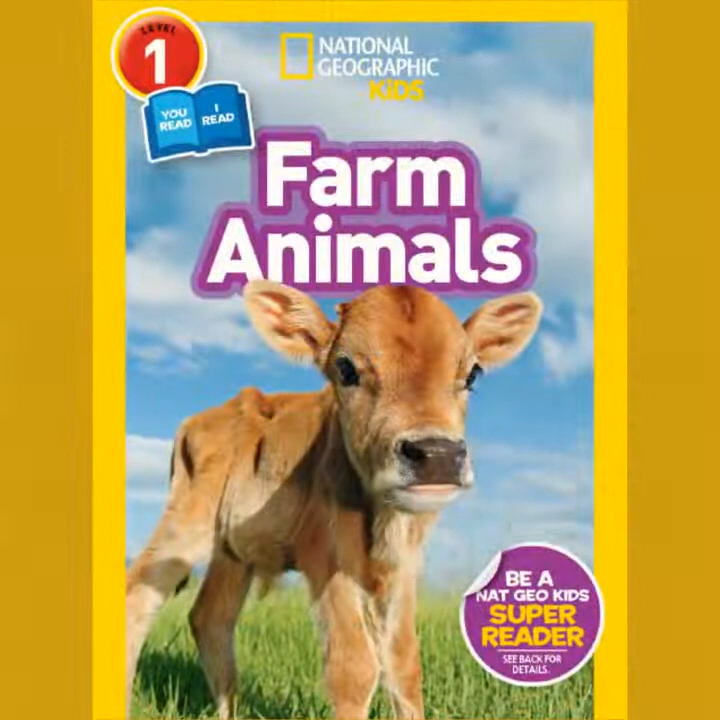 LEVEL
1
YOU
READ
I
READ
NATIONAL
GEOGRAPHIC
KiDS
Farm
Animals
BE A
NAT GEO KIDS
SUPER
READER
SEE BACK FOR
DETAILS.